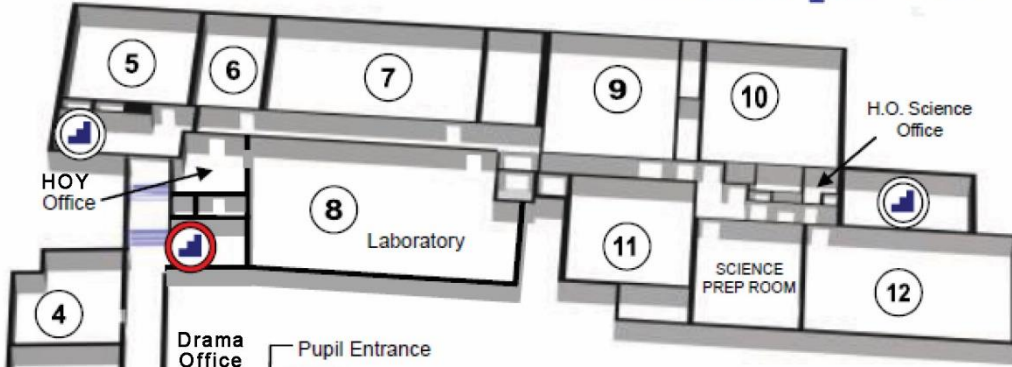 5
6
7
9
10
H.O. Science
Office
HOY
Office
8
Laboratory
11
SCIENCE
PREP ROOM
12
4
Drama
Office
Pupil Entrance